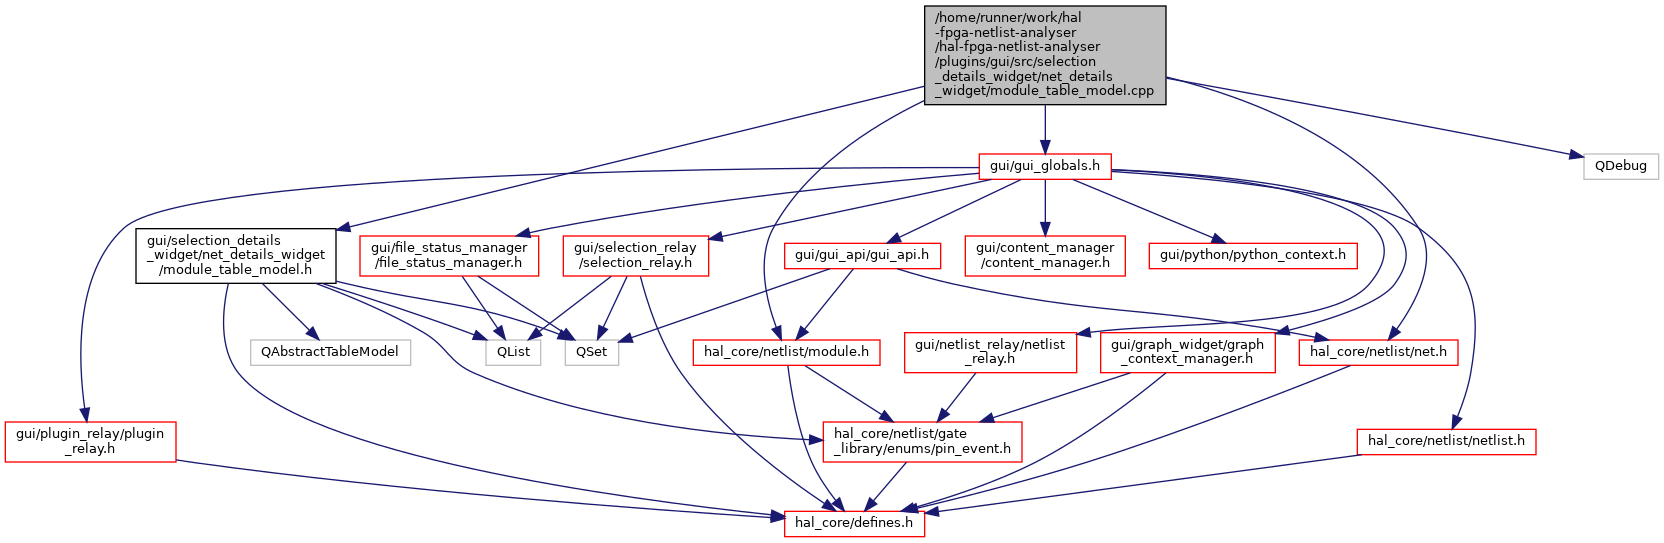 /home/runner/work/hal
-fpga-netlist-analyser
/hal-fpga-netlist-analyser
/plugins/gui/src/selection
_details_widget/net_details
_widget/module_table_model.cpp
gui/gui_globals.h
QDebug
gui/selection_details
_widget/net_details_widget
/module_table_model.h
gui/file_status_manager
/file_status_manager.h
gui/selection_relay
/selection_relay.h
gui/gui_api/gui_api.h
gui/content_manager
/content_manager.h
gui/python/python_context.h
QAbstractTableModel
QList
QSet
hal_core/netlist/module.h
gui/netlist_relay/netlist
_relay.h
gui/graph_widget/graph
_context_manager.h
hal_core/netlist/net.h
gui/plugin_relay/plugin
_relay.h
hal_core/netlist/gate
_library/enums/pin_event.h
hal_core/netlist/netlist.h
hal_core/defines.h